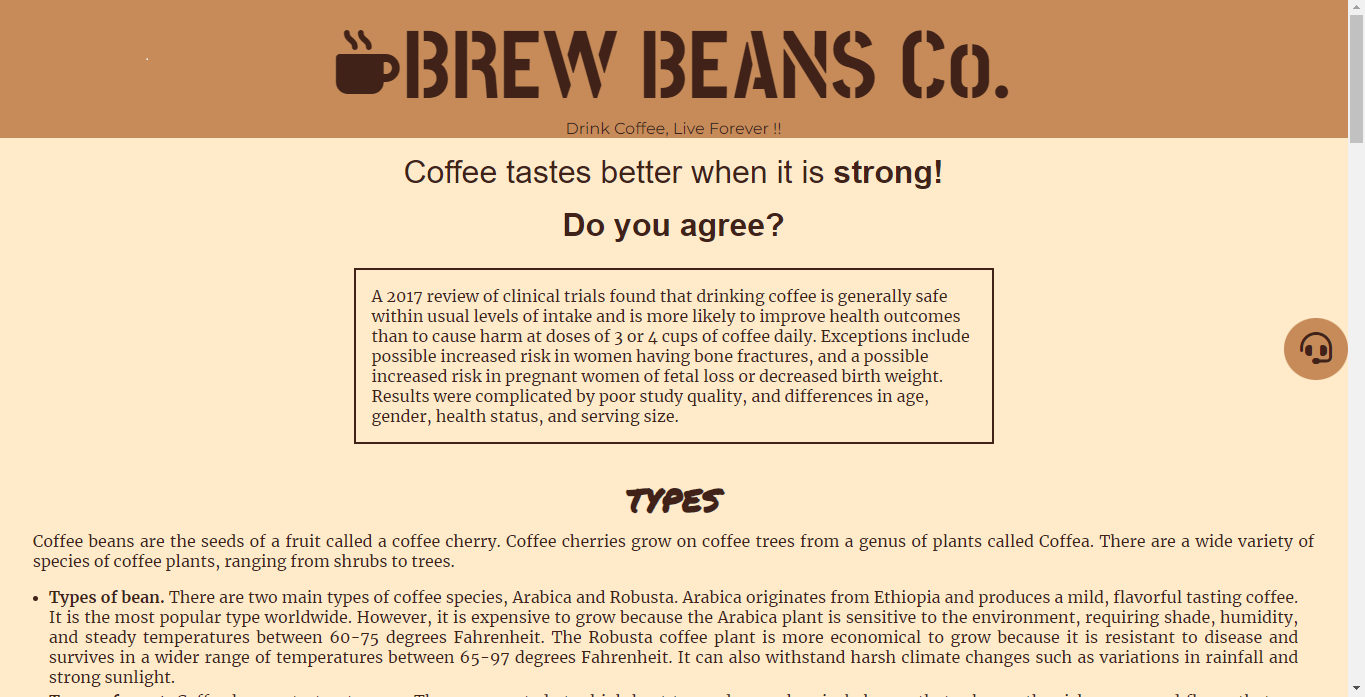 BREW BEANS Co.
Drink Coffee, Live Forever !!
Coffee tastes better when it is strong!
Do you agree?
A 2017 review of clinical trials found that drinking coffee is generally safe
within usual levels of intake and is more likely to improve health outcomes
than to cause harm at doses of 3 or 4 cups of coffee daily. Exceptions include
possible increased risk in women having bone fractures, and a possible
increased risk in pregnant women of fetal loss or decreased birth weight.
Results were complicated by poor study quality, and differences in age,
gender, health status, and serving size.
TYPES
Coffee beans are the seeds of a fruit called a coffee cherry. Coffee cherries grow on coffee trees from a genus of plants called Coffea. There are a wide variety of
species of coffee plants, ranging from shrubs to trees.
• Types of bean. There are two main types of coffee species, Arabica and Robusta. Arabica originates from Ethiopia and produces a mild, flavorful tasting coffee.
It is the most popular type worldwide. However, it is expensive to grow because the Arabica plant is sensitive to the environment, requiring shade, humidity,
and steady temperatures between 60-75 degrees Fahrenheit. The Robusta coffee plant is more economical to grow because it is resistant to disease and
survives in a wider range of temperatures between 65-97 degrees Fahrenheit. It can also withstand harsh climate changes such as variations in rainfall and
strong sunlight.